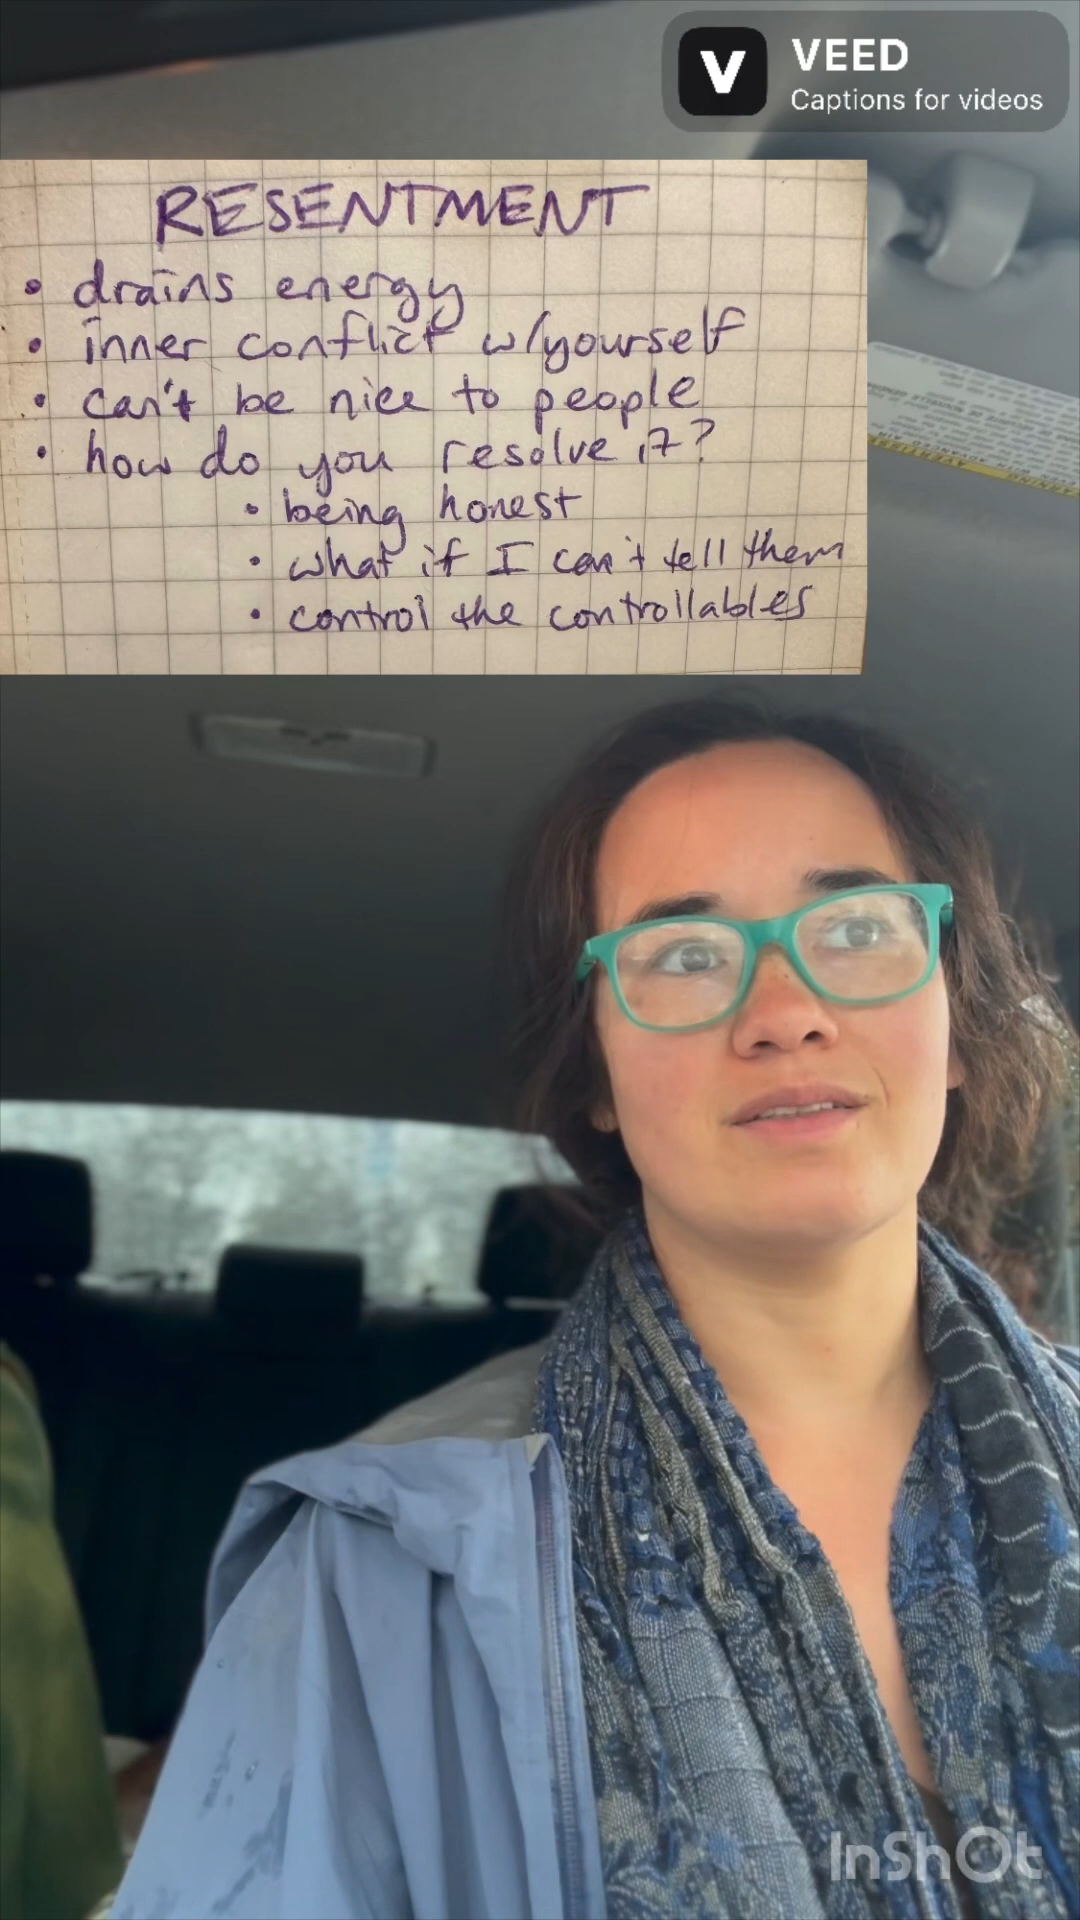 VEED
Captions for videos
RESENTMENT
• drains energy
• inner conflict w/yourself
• can't be nice to people
• how do you resolve it?
• being honest
• what if I can't tell them
• control the controllables
InShOt